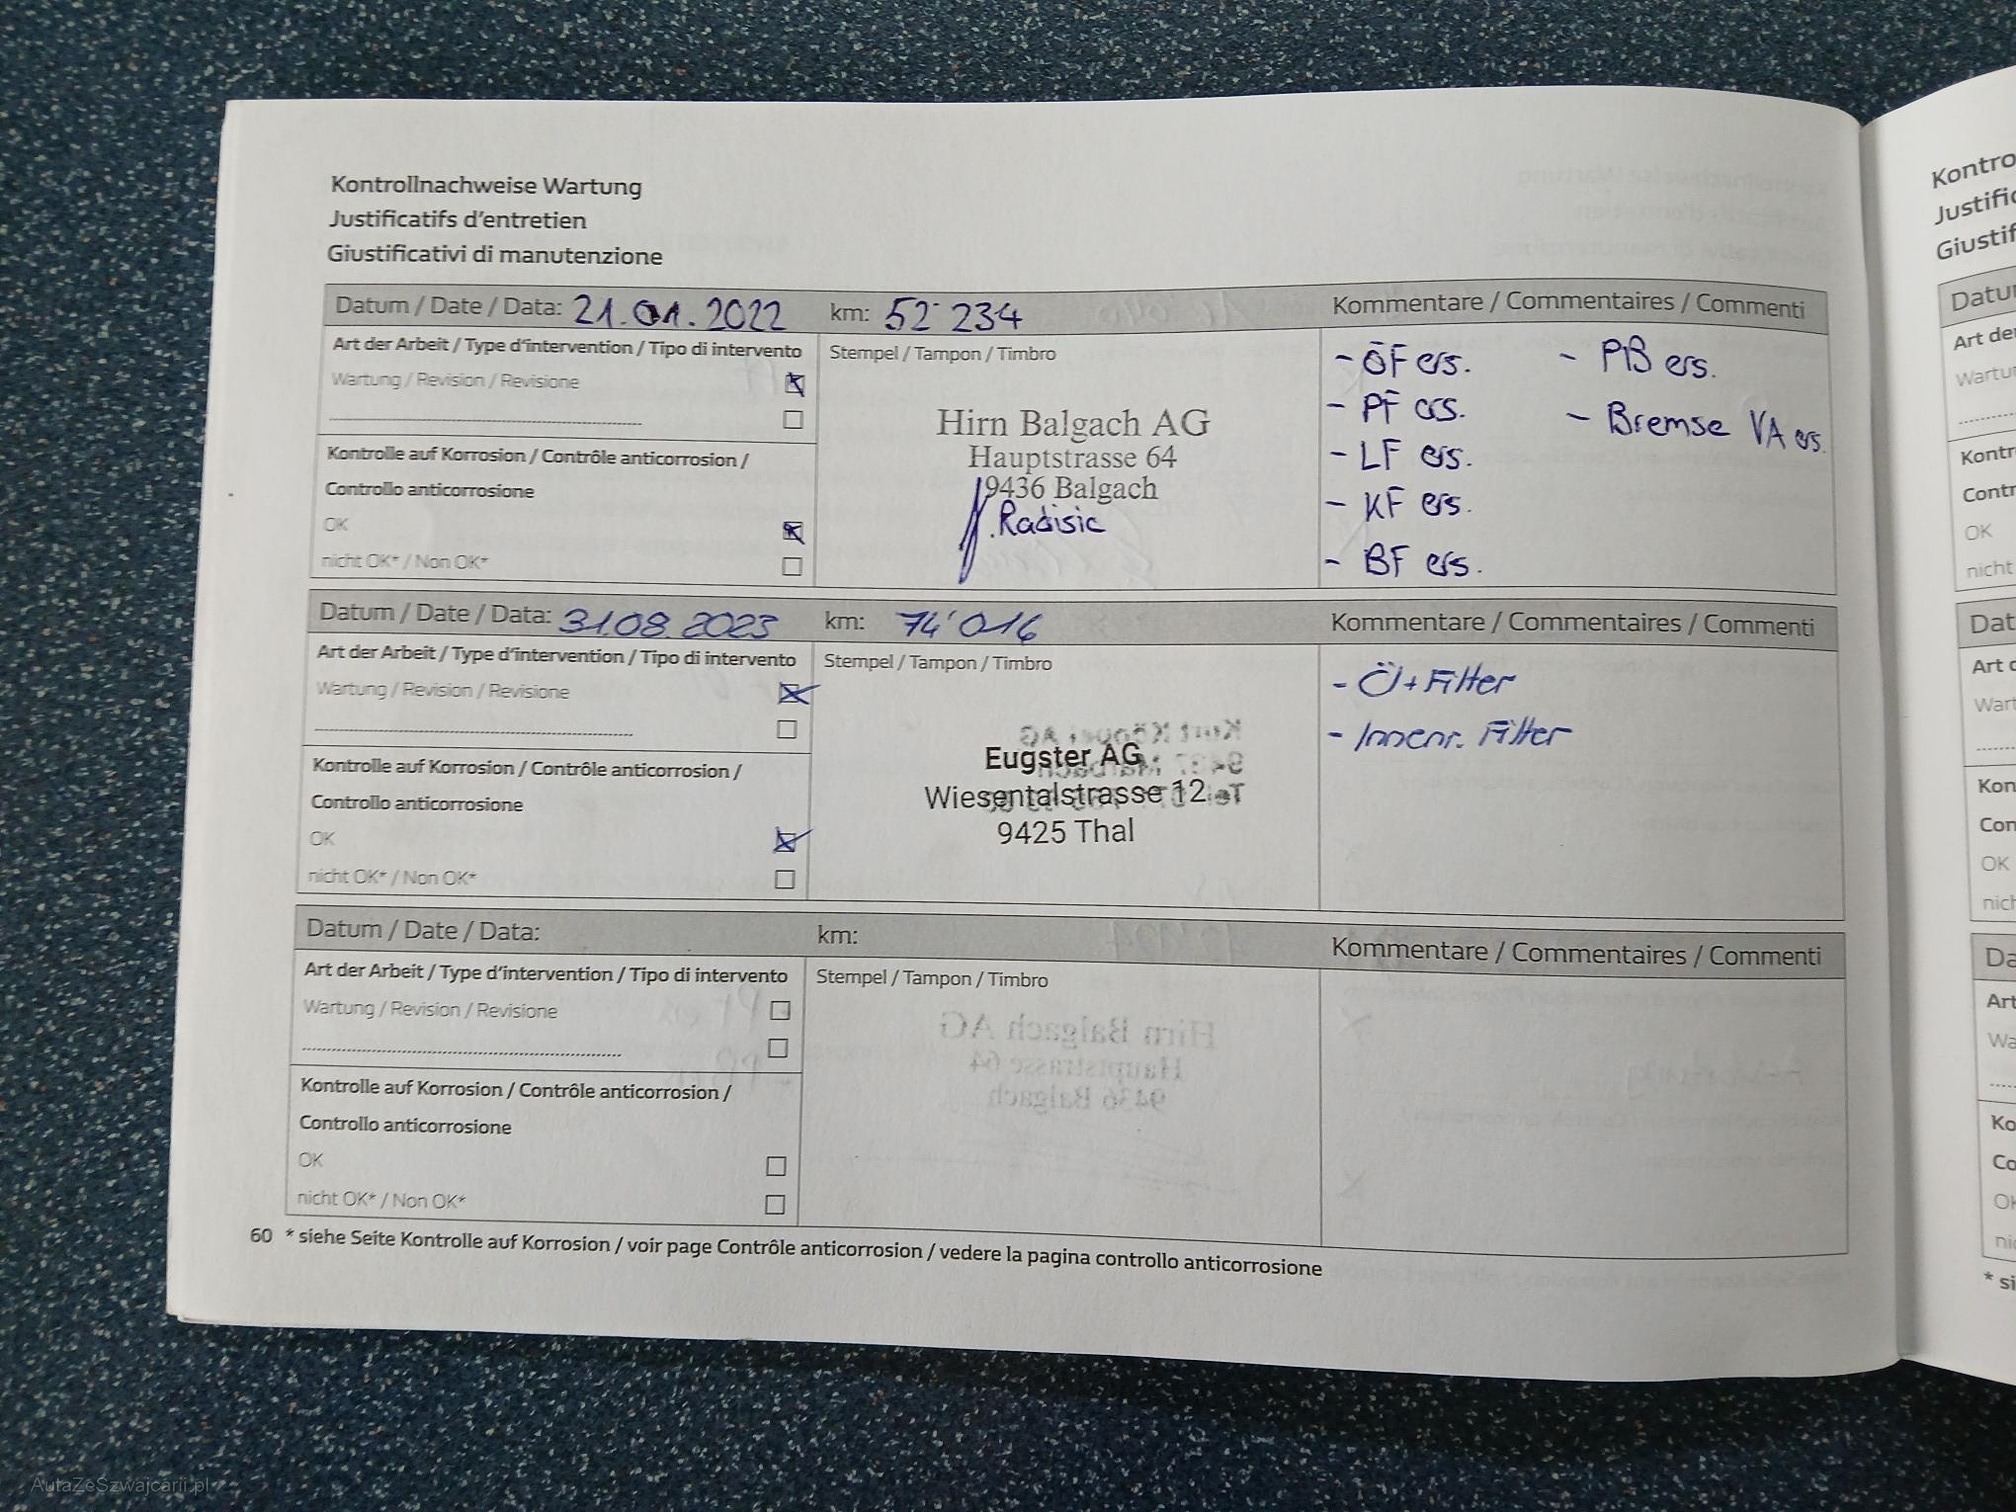 Kontrollnachweise Wartung
Justificatifs d'entretien
Giustificativi di manutenzione
Datum / Date / Data: 21.01.2022 km: 52'234 Kommentare / Commentaires / Commenti
Art der Arbeit / Type d'intervention / Tipo di intervento
Wartung / Revision / Revisione
Kontrolle auf Korrosion / Contrôle anticorrosion /
Controllo anticorrosione
OK
nicht OK* / Non OK*
Stempel / Tampon / Timbro
Hirn Balgach AG
Hauptstrasse 64
9436 Balgach
Radisic
- ÖF ers.
- PF ers.
- LF ers.
- KF ers.
- BF ers.
- PB ers.
- Bremse VA ers.
Datum / Date / Data: 31.08.2023 km: 74'016 Kommentare / Commentaires / Commenti
Art der Arbeit / Type d'intervention / Tipo di intervento
Wartung / Revision / Revisione
Kontrolle auf Korrosion / Contrôle anticorrosion /
Controllo anticorrosione
OK
nicht OK* / Non OK*
Stempel / Tampon / Timbro
Eugster AG
Wiesentalstrasse 12
9425 Thal
- Öl + Filter
- Innenr. Filter
Datum / Date / Data: km: Kommentare / Commentaires / Commenti
Art der Arbeit / Type d'intervention / Tipo di intervento
Wartung / Revision / Revisione
Kontrolle auf Korrosion / Contrôle anticorrosion /
Controllo anticorrosione
OK
nicht OK* / Non OK*
Stempel / Tampon / Timbro
60 * siehe Seite Kontrolle auf Korrosion / voir page Contrôle anticorrosion / vedere la pagina controllo anticorrosione
AutaZeSzwajcarii.pl